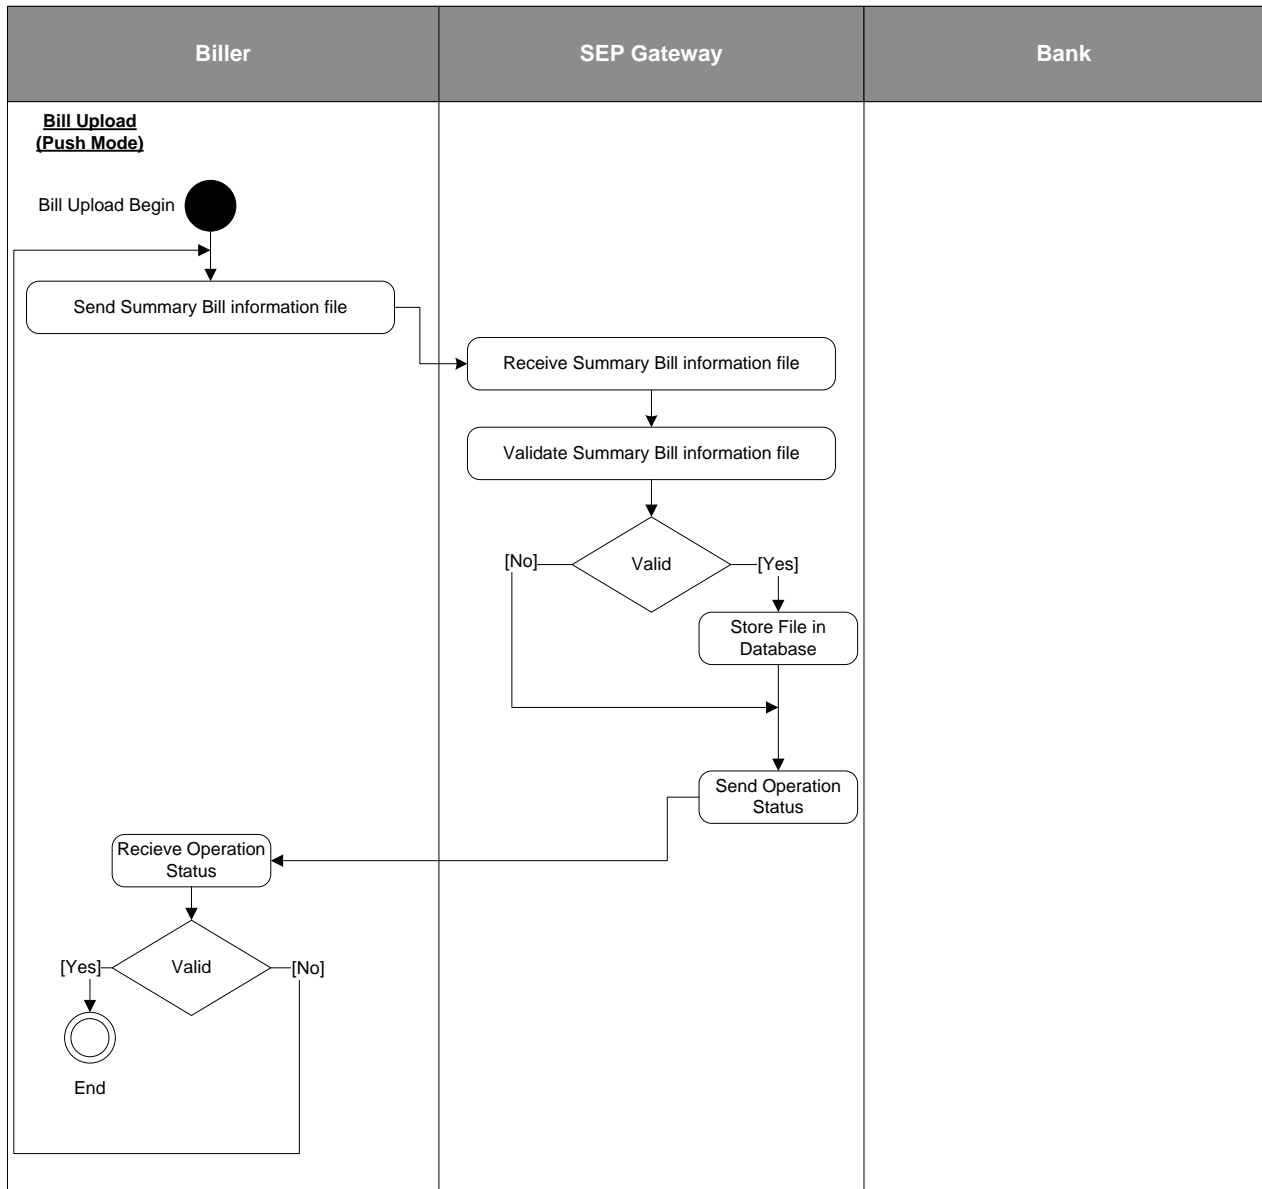 Biller
SEP Gateway
Bank
Bill Upload
(Push Mode)
Bill Upload Begin
Send Summary Bill information file
Receive Summary Bill information file
Validate Summary Bill information file
[No]
Valid
[Yes]
Store File in
Database
Send Operation
Status
Recieve Operation
Status
[Yes]
Valid
[No]
End